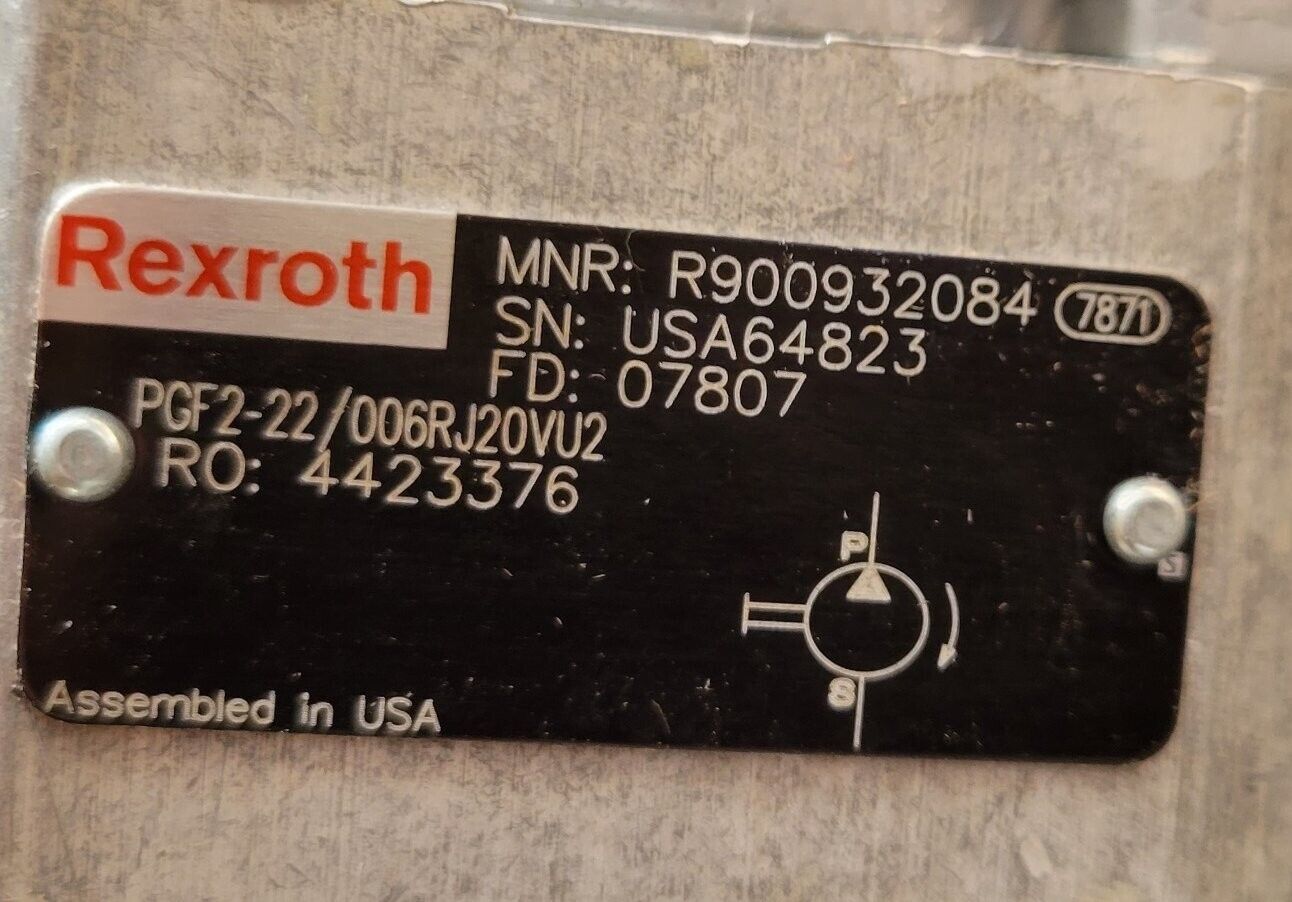 Rexroth
MNR: R900932084 7871
SN: USA64823
FD: 07807
PGF2-22/006RJ20VU2
RO: 4423376
P
S
Assembled in USA